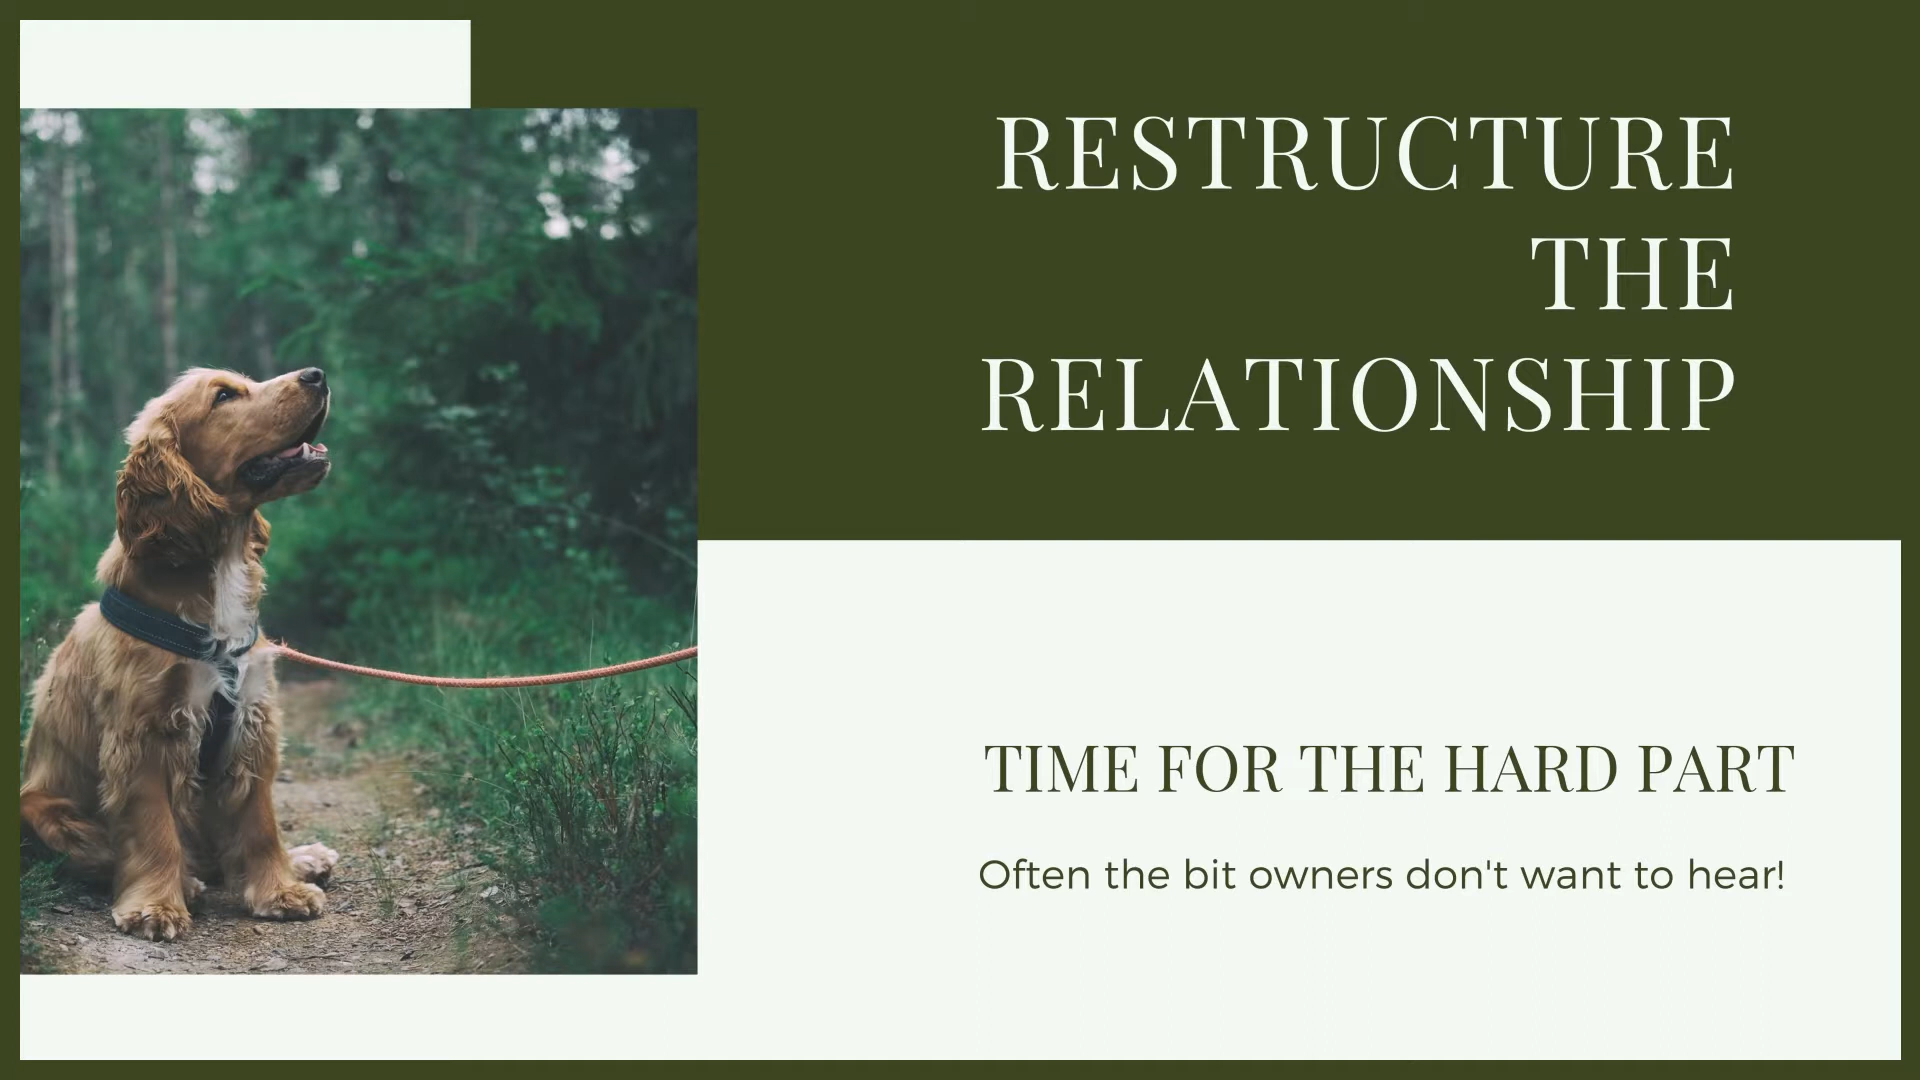 RESTRUCTURE
THE
RELATIONSHIP
TIME FOR THE HARD PART
Often the bit owners don't want to hear!